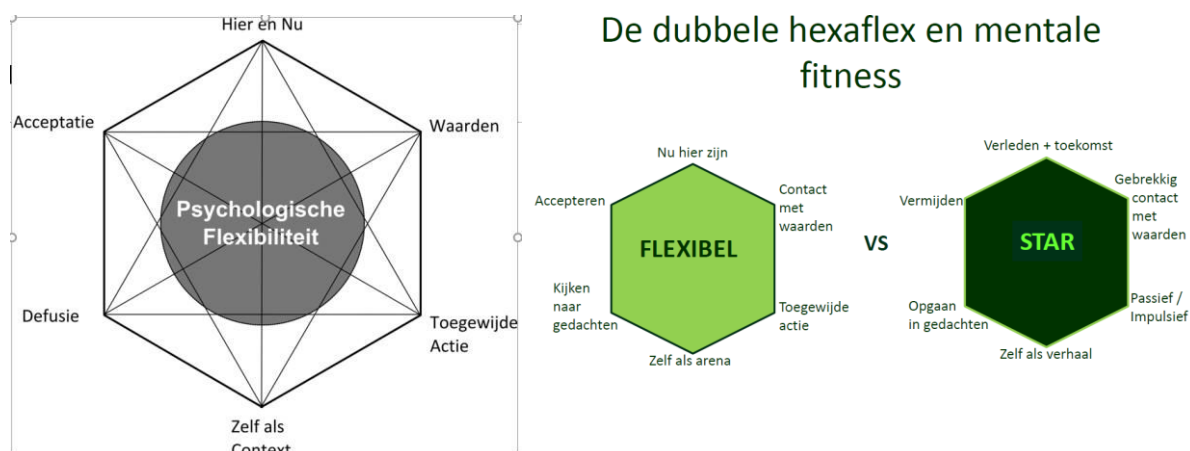 Hier en Nu
Acceptatie
Waarden
Psychologische
Flexibiliteit
Defusie
Toegewijde
Actie
Zelf als
Context
De dubbele hexaflex en mentale
fitness
Nu hier zijn
Accepteren
Contact
met
waarden
FLEXIBEL
Kijken
naar
gedachten
Toegewijde
actie
Zelf als arena
VS
Verleden + toekomst
Vermijden
Gebrekkig
contact
met
waarden
STAR
Opgaan
in gedachten
Passief /
Impulsief
Zelf als verhaal